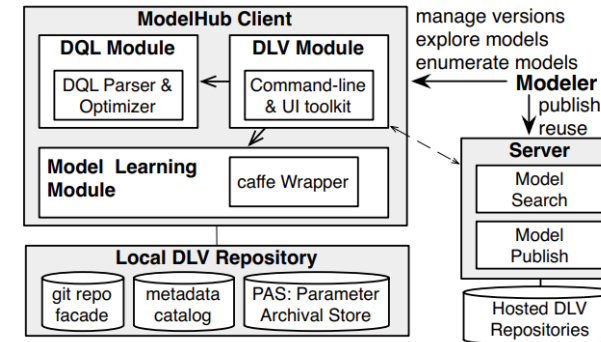 ModelHub Client
DQL Module
DLV Module
DQL Parser &
Optimizer
Command-line
& UI toolkit
Model Learning
Module
caffe Wrapper
Local DLV Repository
git repo
facade
metadata
catalog
PAS: Parameter
Archival Store
manage versions
explore models
enumerate models
Modeler
publish
reuse
Server
Model
Search
Model
Publish
Hosted DLV
Repositories